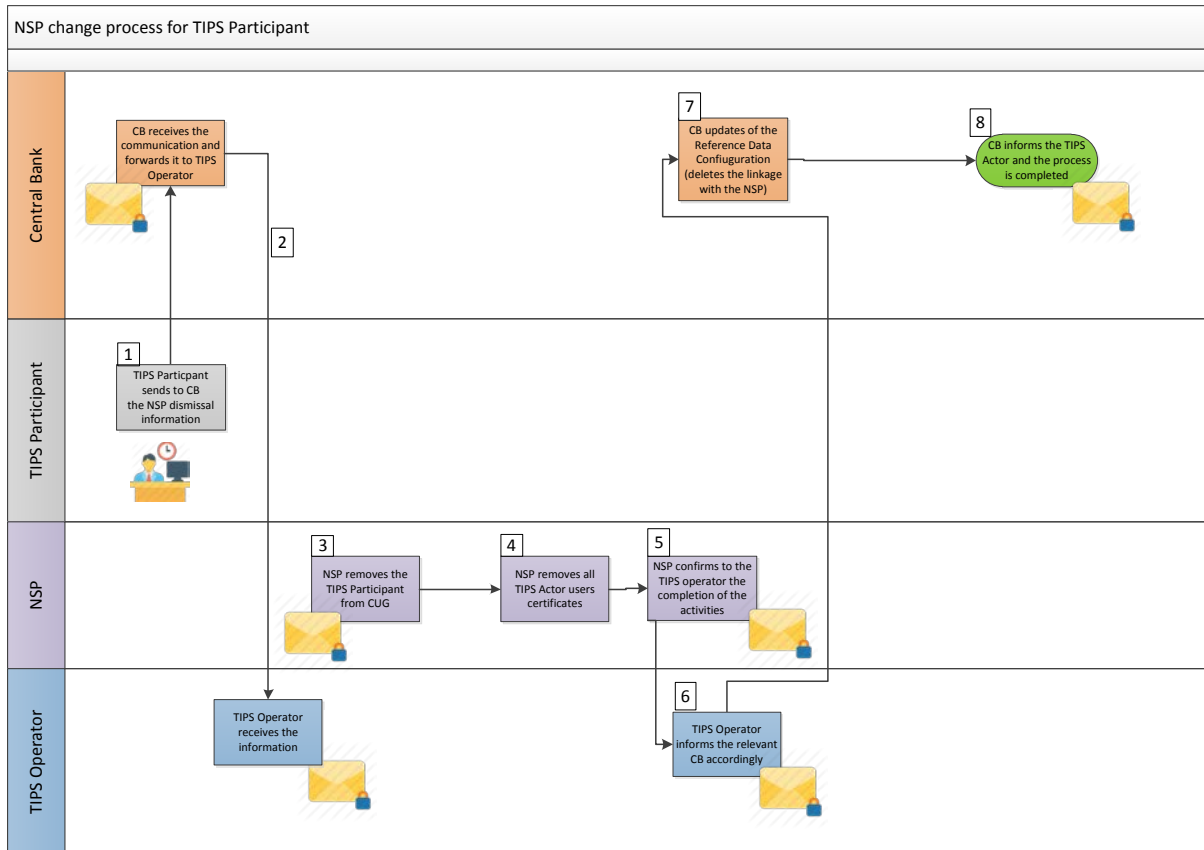 NSP change process for TIPS Participant
Central Bank
CB receives the
communication and
forwards it to TIPS
Operator
2
7
CB updates of the
Reference Data
Confiuguration
(deletes the linkage
with the NSP)
8
CB informs the TIPS
Actor and the process
is completed
TIPS Participant
1
TIPS Particpant
sends to CB
the NSP dismissal
information
NSP
3
NSP removes the
TIPS Participant
from CUG
4
NSP removes all
TIPS Actor users
certificates
5
NSP confirms to the
TIPS operator the
completion of the
activities
TIPS Operator
TIPS Operator
receives the
information
6
TIPS Operator
informs the relevant
CB accordingly